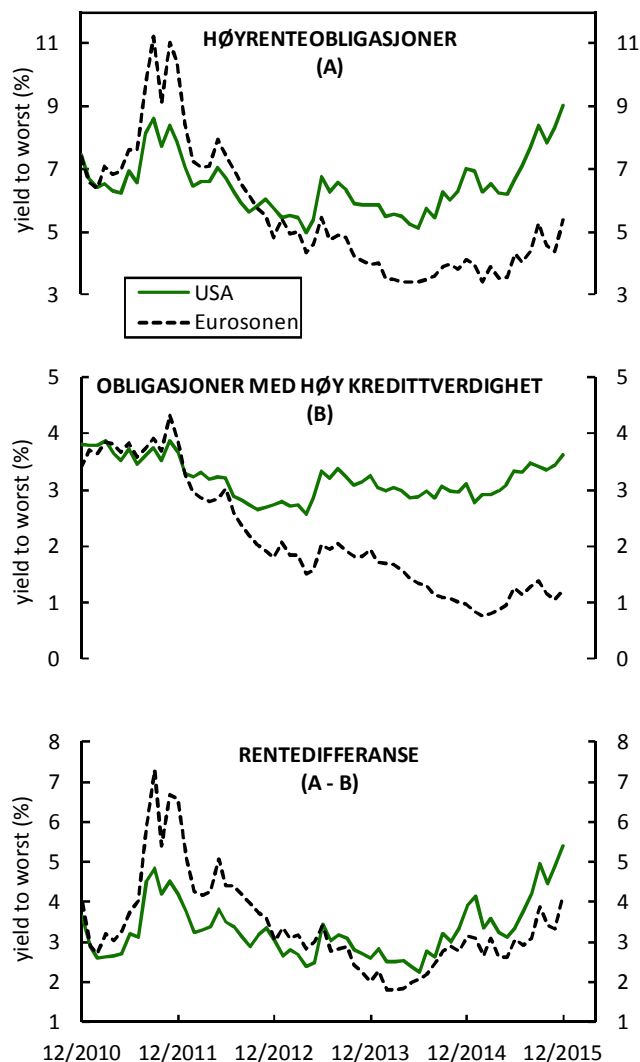 HØYRENTEOBLIGASJONER
(A)
yield to worst (%)
11 11
9 9
7 7
5 5
3 3
USA
Eurosonen
OBLIGASJONER MED HØY KREDITTVERDIGHET
(B)
yield to worst (%)
5 5
4 4
3 3
2 2
1 1
0 0
RENTEDIFFERANSE
(A - B)
yield to worst (%)
8 8
7 7
6 6
5 5
4 4
3 3
2 2
1 1
12/2010 12/2011 12/2012 12/2013 12/2014 12/2015